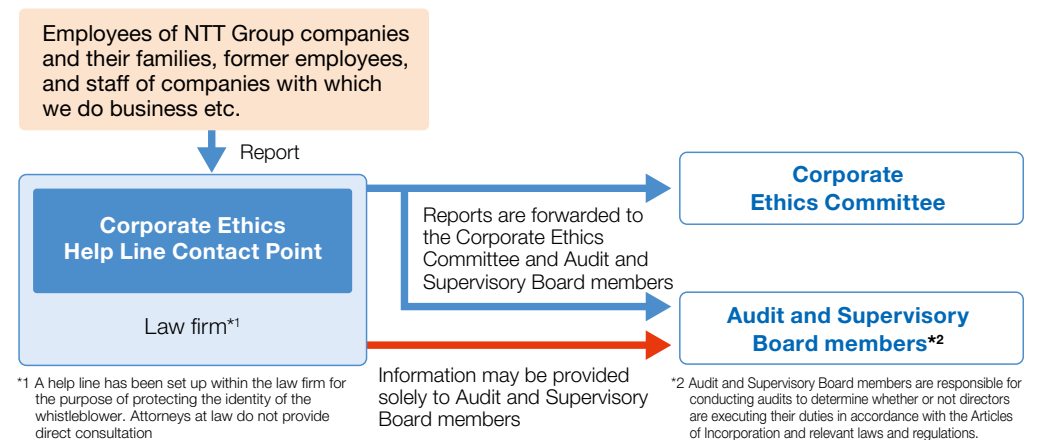 Employees of NTT Group companies
and their families, former employees,
and staff of companies with which
we do business etc.
Report
Corporate Ethics
Help Line Contact Point
Law firm*1
Reports are forwarded to
the Corporate Ethics
Committee and Audit and
Supervisory Board members
Corporate
Ethics Committee
Audit and Supervisory
Board members*2
Information may be provided
solely to Audit and Supervisory
Board members
*1 A help line has been set up within the law firm for
the purpose of protecting the identity of the
whistleblower. Attorneys at law do not provide
direct consultation
*2 Audit and Supervisory Board members are responsible for
conducting audits to determine whether or not directors
are executing their duties in accordance with the Articles
of Incorporation and relevant laws and regulations.